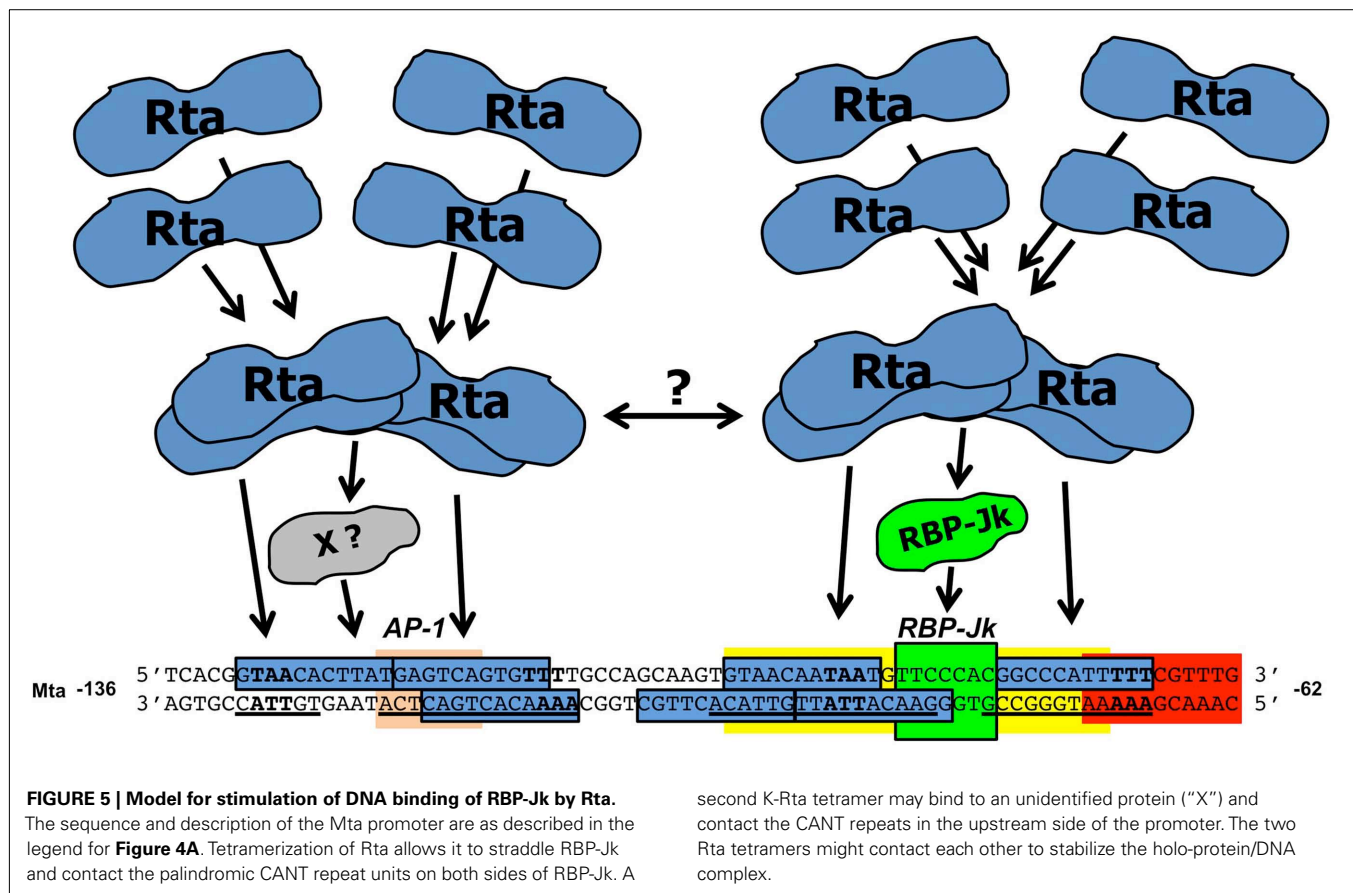 Rta Rta Rta Rta
Rta Rta Rta Rta
Rta Rta ? Rta Rta
X ? RBP-Jk
AP-1 RBP-Jk
5'TCACGGTAACACTTATGAGTCAGTGTTTTGCCAGCAAGTGTAACAATAATGTTCCCACGGCCCATTTTTCGTTTG 3'
Mta -136 -62
3'AGTGCCATTGTGAATACTCAGTCACAAAACGGTCGTTCACATTGTTATTACAAGGGTGCCGGGTAAAAAGCAAAC 5'
FIGURE 5 | Model for stimulation of DNA binding of RBP-Jk by Rta.
The sequence and description of the Mta promoter are as described in the
legend for Figure 4A. Tetramerization of Rta allows it to straddle RBP-Jk
and contact the palindromic CANT repeat units on both sides of RBP-Jk. A
second K-Rta tetramer may bind to an unidentified protein (“X”) and
contact the CANT repeats in the upstream side of the promoter. The two
Rta tetramers might contact each other to stabilize the holo-protein/DNA
complex.